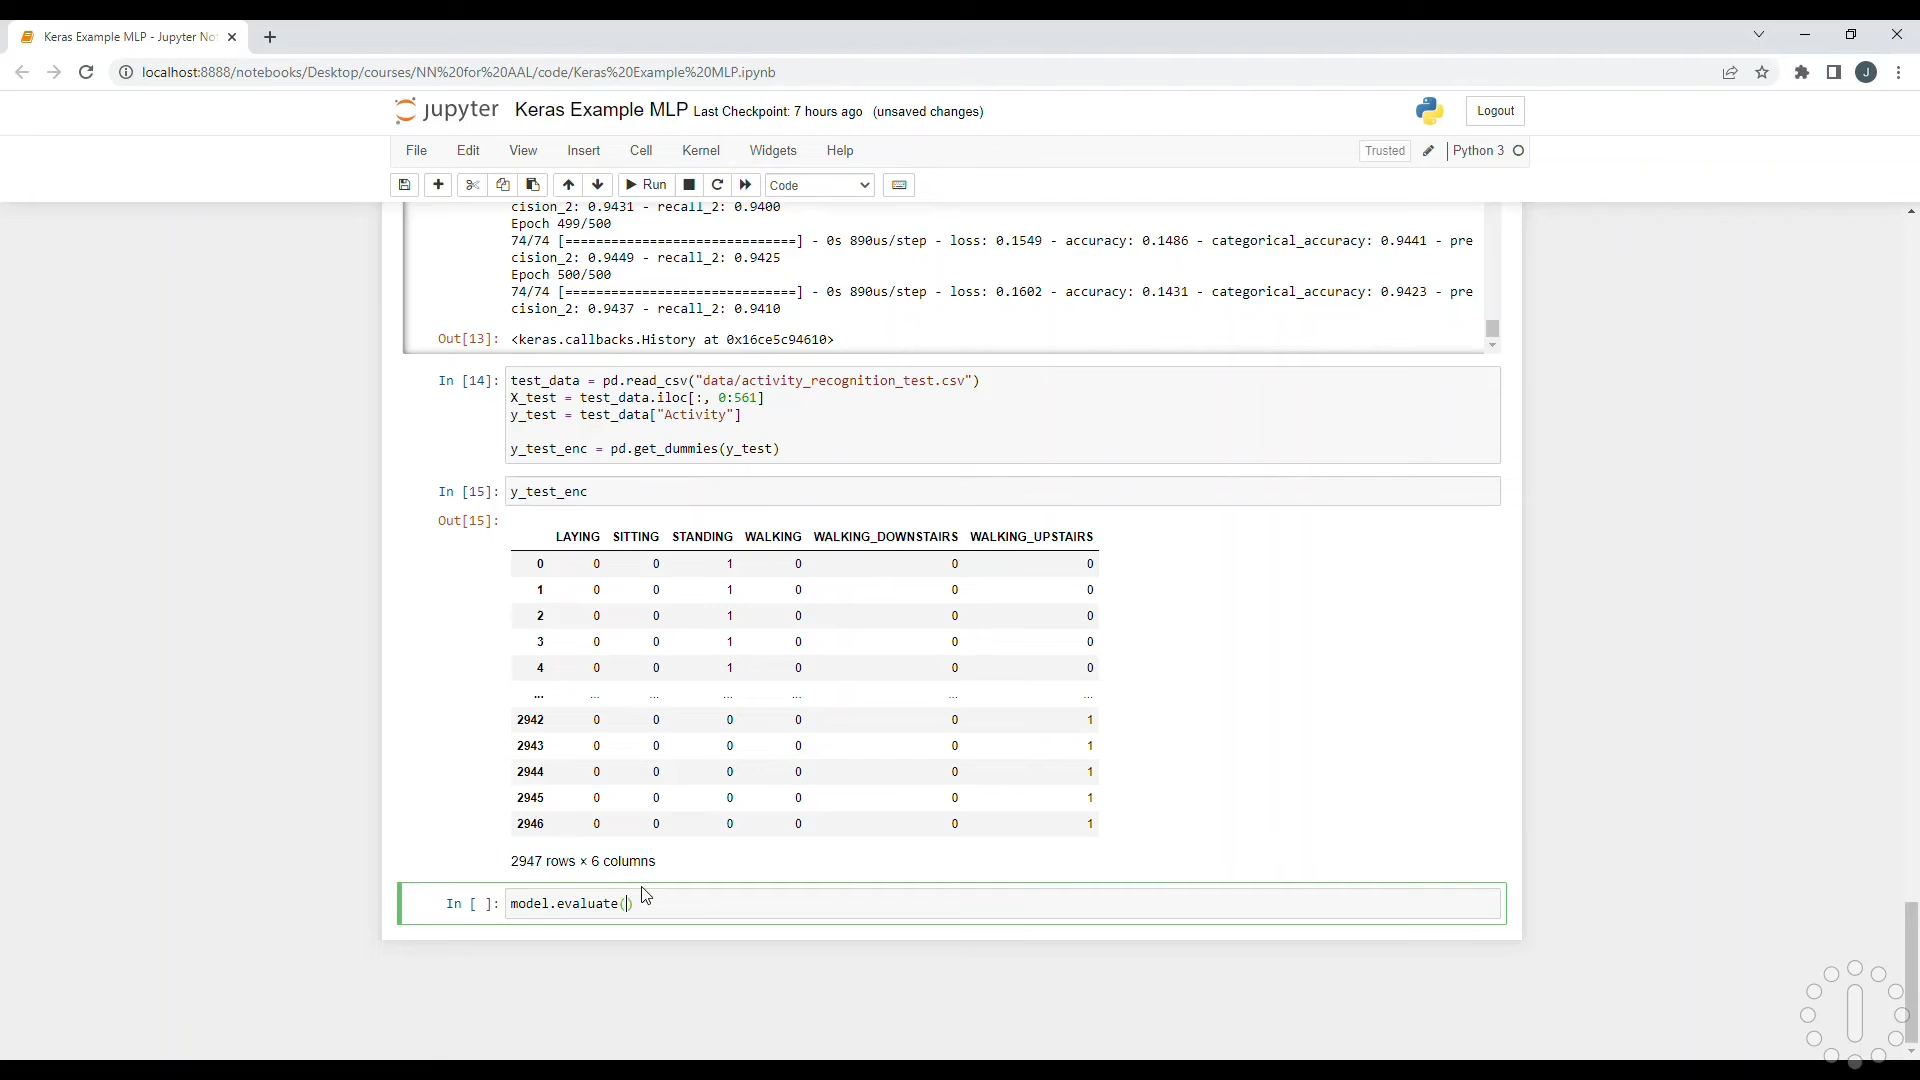 Keras Example MLP - Jupyter No
localhost:8888/notebooks/Desktop/courses/NN%20for%20AAL/code/Keras%20Example%20MLP.ipynb
J
jupyter Keras Example MLP Last Checkpoint: 7 hours ago (unsaved changes)
Logout
File Edit View Insert Cell Kernel Widgets Help
Trusted Python 3
Run Code
cision_2: 0.9431 - recall_2: 0.9400
Epoch 499/500
74/74 [==============================] - 0s 890us/step - loss: 0.1549 - accuracy: 0.1486 - categorical_accuracy: 0.9441 - pre
cision_2: 0.9449 - recall_2: 0.9425
Epoch 500/500
74/74 [==============================] - 0s 890us/step - loss: 0.1602 - accuracy: 0.1431 - categorical_accuracy: 0.9423 - pre
cision_2: 0.9437 - recall_2: 0.9410
Out[13]: <keras.callbacks.History at 0x16ce5c94610>
In [14]: test_data = pd.read_csv("data/activity_recognition_test.csv")
X_test = test_data.iloc[:, 0:561]
y_test = test_data["Activity"]
y_test_enc = pd.get_dummies(y_test)
In [15]: y_test_enc
Out[15]:
LAYING SITTING STANDING WALKING WALKING_DOWNSTAIRS WALKING_UPSTAIRS
0 0 0 1 0 0 0
1 0 0 1 0 0 0
2 0 0 1 0 0 0
3 0 0 1 0 0 0
4 0 0 1 0 0 0
... ... ... ... ... ... ...
2942 0 0 0 0 0 1
2943 0 0 0 0 0 1
2944 0 0 0 0 0 1
2945 0 0 0 0 0 1
2946 0 0 0 0 0 1
2947 rows × 6 columns
In [ ]: model.evaluate()